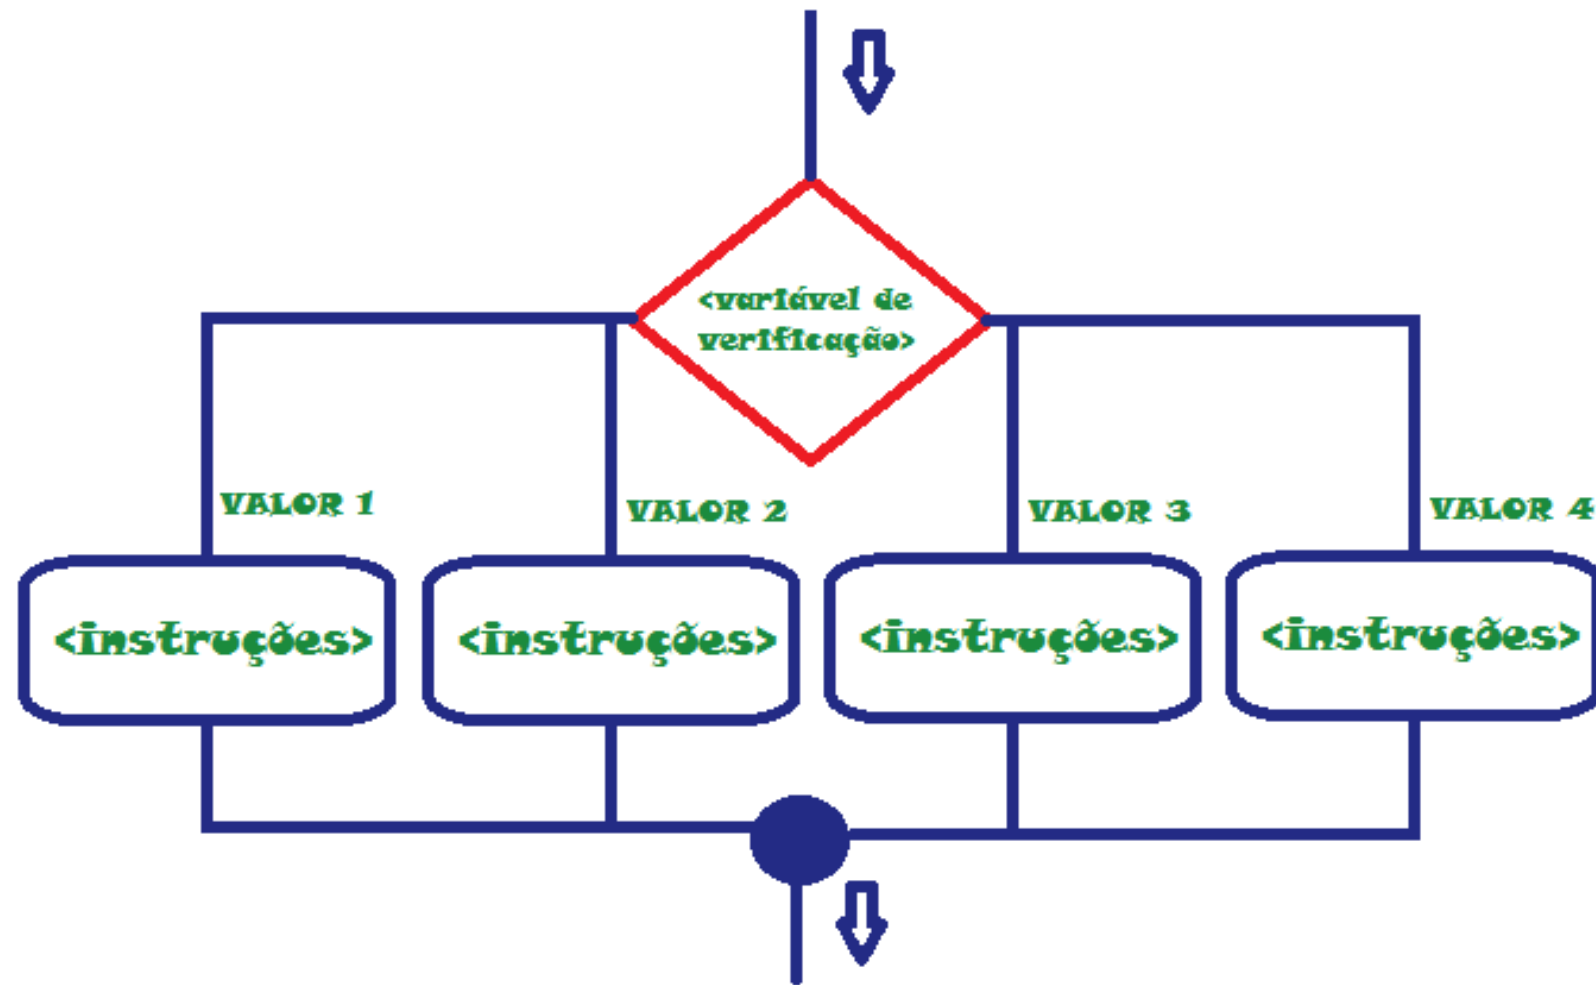 <variável de
verificação>
VALOR 1
VALOR 2
VALOR 3
VALOR 4
<instruções>
<instruções>
<instruções>
<instruções>